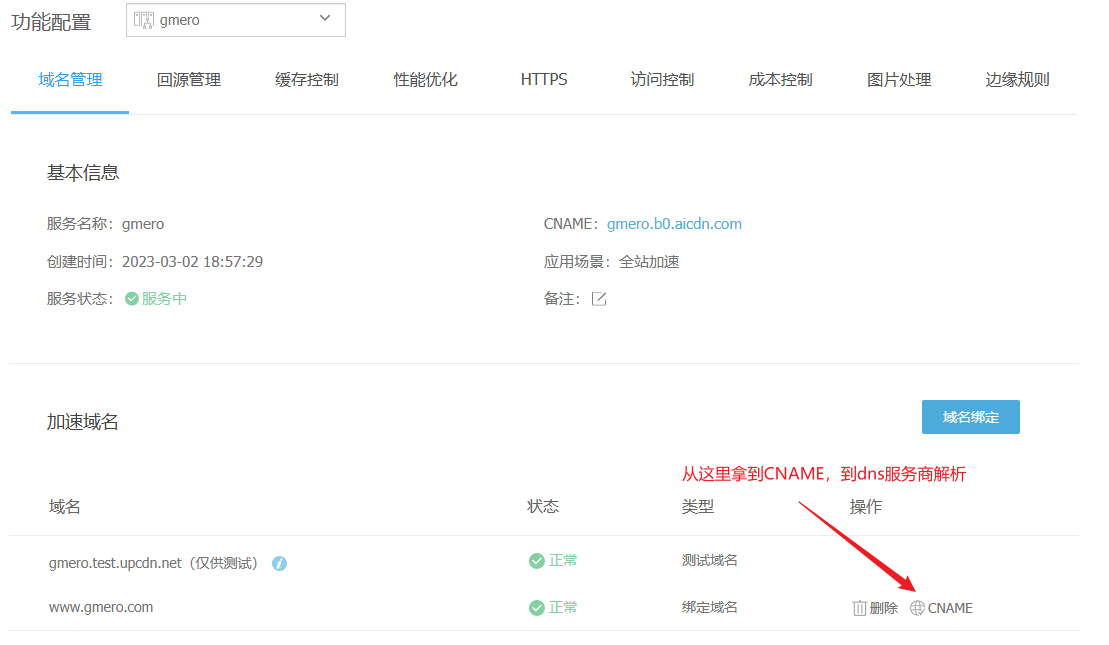 功能配置 gmero
域名管理 回源管理 缓存控制 性能优化 HTTPS 访问控制 成本控制 图片处理 边缘规则
基本信息
服务名称：gmero CNAME：gmero.b0.aicdn.com
创建时间：2023-03-02 18:57:29 应用场景：全站加速
服务状态：服务中 备注：
加速域名 域名绑定
从这里拿到CNAME，到dns服务商解析
域名 状态 类型 操作
gmero.test.upcdn.net（仅供测试） 正常 测试域名
www.gmero.com 正常 绑定域名 删除 CNAME